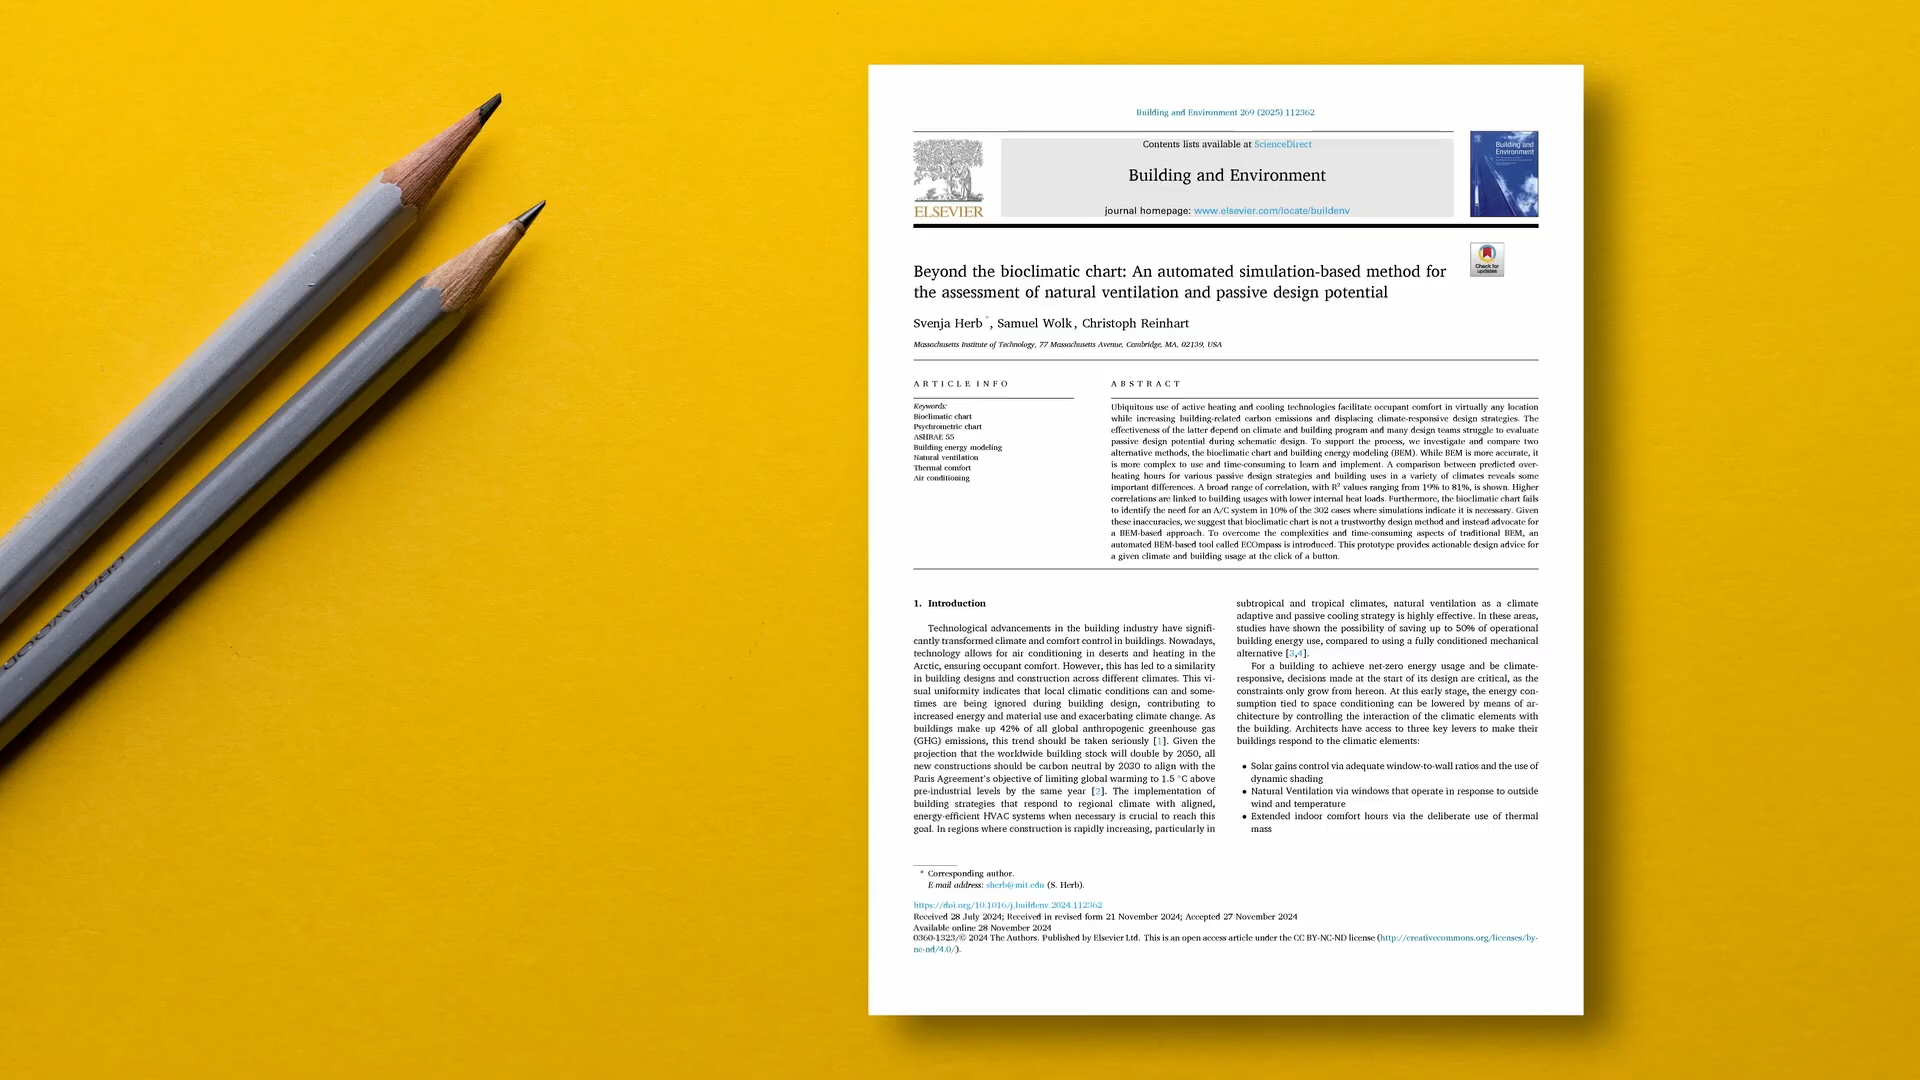 Building and Environment 269 (2025) 112362
Contents lists available at ScienceDirect
Building and Environment
journal homepage: www.elsevier.com/locate/buildenv
ELSEVIER
Building and
Environment
Check for
updates
Beyond the bioclimatic chart: An automated simulation-based method for
the assessment of natural ventilation and passive design potential
Svenja Herb *, Samuel Wolk, Christoph Reinhart
Massachusetts Institute of Technology, 77 Massachusetts Avenue, Cambridge, MA, 02139, USA
ARTICLE INFO
Keywords:
Bioclimatic chart
Psychrometric chart
ASHRAE 55
Building energy modeling
Natural ventilation
Thermal comfort
Air conditioning
ABSTRACT
Ubiquitous use of active heating and cooling technologies facilitate occupant comfort in virtually any location
while increasing building-related carbon emissions and displacing climate-responsive design strategies. The
effectiveness of the latter depend on climate and building program and many design teams struggle to evaluate
passive design potential during schematic design. To support the process, we investigate and compare two
alternative methods, the bioclimatic chart and building energy modeling (BEM). While BEM is more accurate, it
is more complex to use and time-consuming to learn and implement. A comparison between predicted over-
heating hours for various passive design strategies and building uses in a variety of climates reveals some
important differences. A broad range of correlation, with R² values ranging from 19% to 81%, is shown. Higher
correlations are linked to building usages with lower internal heat loads. Furthermore, the bioclimatic chart fails
to identify the need for an A/C system in 10% of the 302 cases where simulations indicate it is necessary. Given
these inaccuracies, we suggest that bioclimatic chart is not a trustworthy design method and instead advocate for
a BEM-based approach. To overcome the complexities and time-consuming aspects of traditional BEM, an
automated BEM-based tool called ECOmpass is introduced. This prototype provides actionable design advice for
a given climate and building usage at the click of a button.
1. Introduction
Technological advancements in the building industry have signifi-
cantly transformed climate and comfort control in buildings. Nowadays,
technology allows for air conditioning in deserts and heating in the
Arctic, ensuring occupant comfort. However, this has led to a similarity
in building designs and construction across different climates. This vi-
sual uniformity indicates that local climatic conditions can and some-
times are being ignored during building design, contributing to
increased energy and material use and exacerbating climate change. As
buildings make up 42% of all global anthropogenic greenhouse gas
(GHG) emissions, this trend should be taken seriously [1]. Given the
projection that the worldwide building stock will double by 2050, all
new constructions should be carbon neutral by 2030 to align with the
Paris Agreement's objective of limiting global warming to 1.5 °C above
pre-industrial levels by the same year [2]. The implementation of
building strategies that respond to regional climate with aligned,
energy-efficient HVAC systems when necessary is crucial to reach this
goal. In regions where construction is rapidly increasing, particularly in
subtropical and tropical climates, natural ventilation as a climate
adaptive and passive cooling strategy is highly effective. In these areas,
studies have shown the possibility of saving up to 50% of operational
building energy use, compared to using a fully conditioned mechanical
alternative [3,4].
For a building to achieve net-zero energy usage and be climate-
responsive, decisions made at the start of its design are critical, as the
constraints only grow from hereon. At this early stage, the energy con-
sumption tied to space conditioning can be lowered by means of ar-
chitecture by controlling the interaction of the climatic elements with
the building. Architects have access to three key levers to make their
buildings respond to the climatic elements:
• Solar gains control via adequate window-to-wall ratios and the use of
dynamic shading
• Natural Ventilation via windows that operate in response to outside
wind and temperature
• Extended indoor comfort hours via the deliberate use of thermal
mass
* Corresponding author.
E-mail address: sherb@mit.edu (S. Herb).
https://doi.org/10.1016/j.buildenv.2024.112362
Received 28 July 2024; Received in revised form 21 November 2024; Accepted 27 November 2024
Available online 28 November 2024
0360-1323/© 2024 The Authors. Published by Elsevier Ltd. This is an open access article under the CC BY-NC-ND license (http://creativecommons.org/licenses/by-
nc-nd/4.0/).